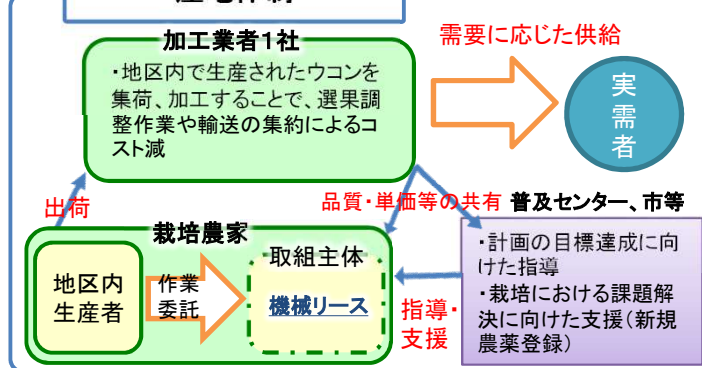 加工業者1社
・地区内で生産されたウコンを
集荷、加工することで、選果調
整作業や輸送の集約によるコ
スト減
需要に応じた供給
実
需
者
出荷
品質・単価等の共有
普及センター、市等
・計画の目標達成に向
けた指導
・栽培における課題解
決に向けた支援(新規
農薬登録)
栽培農家
地区内
生産者
作業
委託
取組主体
機械リース
指導・
支援